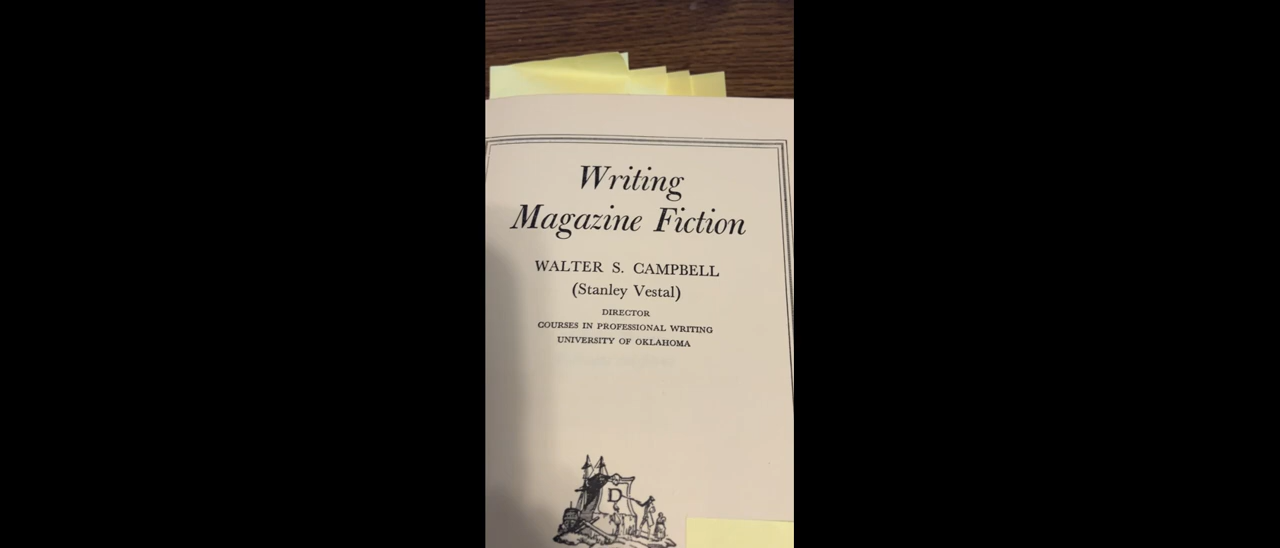 Writing
Magazine Fiction
WALTER S. CAMPBELL
(Stanley Vestal)
DIRECTOR
COURSES IN PROFESSIONAL WRITING
UNIVERSITY OF OKLAHOMA
D